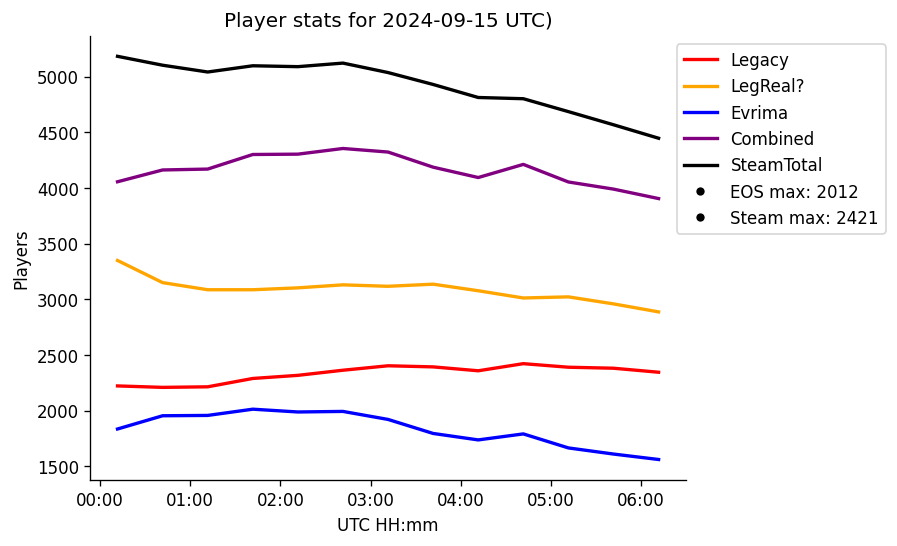 Player stats for 2024-09-15 UTC)
Legacy
LegReal?
Evrima
Combined
SteamTotal
EOS max: 2012
Steam max: 2421
Players
5000
4500
4000
3500
3000
2500
2000
1500
00:00 01:00 02:00 03:00 04:00 05:00 06:00
UTC HH:mm